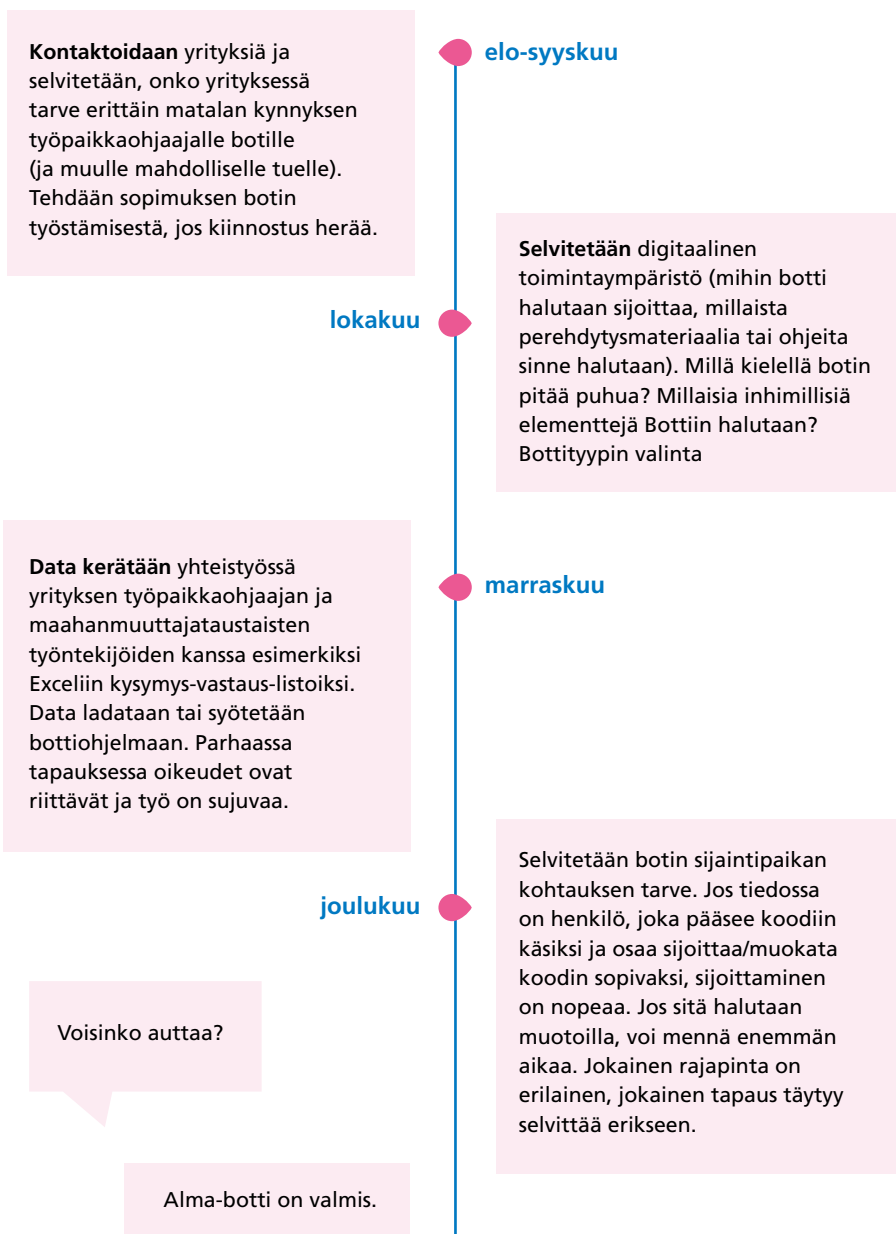 Kontaktoidaan yrityksiä ja
selvitetään, onko yrityksessä
tarve erittäin matalan kynnyksen
työpaikkaohjaajalle botille
(ja muulle mahdolliselle tuelle).
Tehdään sopimuksen botin
työstämisestä, jos kiinnostus herää.
elo-syyskuu
lokakuu
Selvitetään digitaalinen
toimintaympäristö (mihin botti
halutaan sijoittaa, millaista
perehdytysmateriaalia tai ohjeita
sinne halutaan). Millä kielellä botin
pitää puhua? Millaisia inhimillisiä
elementtejä Bottiin halutaan?
Bottityypin valinta
Data kerätään yhteistyössä
yrityksen työpaikkaohjaajan ja
maahanmuuttajataustaisten
työntekijöiden kanssa esimerkiksi
Exceliin kysymys-vastaus-listoiksi.
Data ladataan tai syötetään
bottiohjelmaan. Parhaassa
tapauksessa oikeudet ovat
riittävät ja työ on sujuvaa.
marraskuu
joulukuu
Selvitetään botin sijaintipaikan
kohtauksen tarve. Jos tiedossa
on henkilö, joka pääsee koodiin
käsiksi ja osaa sijoittaa/muokata
koodin sopivaksi, sijoittaminen
on nopeaa. Jos sitä halutaan
muotoilla, voi mennä enemmän
aikaa. Jokainen rajapinta on
erilainen, jokainen tapaus täytyy
selvittää erikseen.
Voisinko auttaa?
Alma-botti on valmis.